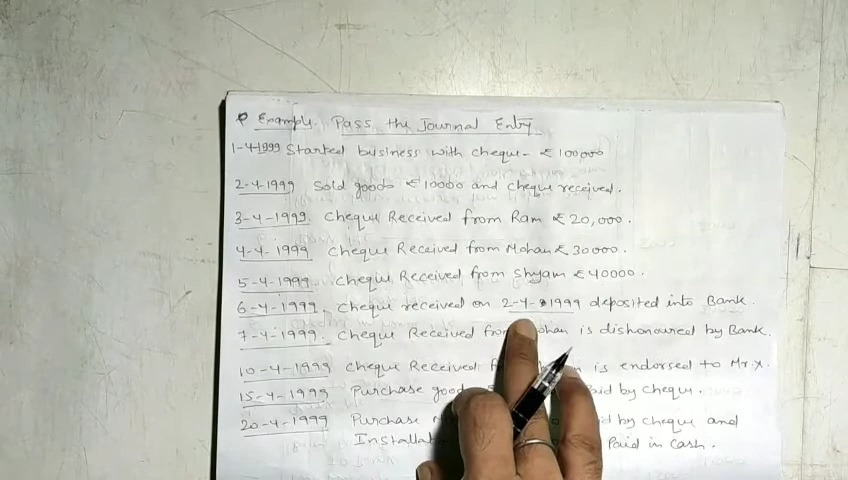 Example. Pass the Journal Entry
1-4-1999 Started business with cheque - ₹ 100000
2-4-1999 Sold goods ₹10000 and cheque received.
3-4-1999. Cheque Received from Ram ₹ 20,000.
4-4-1999 Cheque Received from Mohan ₹ 30000.
5-4-1999. Cheque Received from Shyam ₹ 40000.
6-4-1999. Cheque received on 2-4-1999 deposited into Bank.
7-4-1999. Cheque Received from Mohan is dishonoured by Bank.
10-4-1999 Cheque Received is endorsed to Mr. X.
15-4-1999 Purchase goods by cheque.
20-4-1999 Purchase by cheque and
Paid in cash.